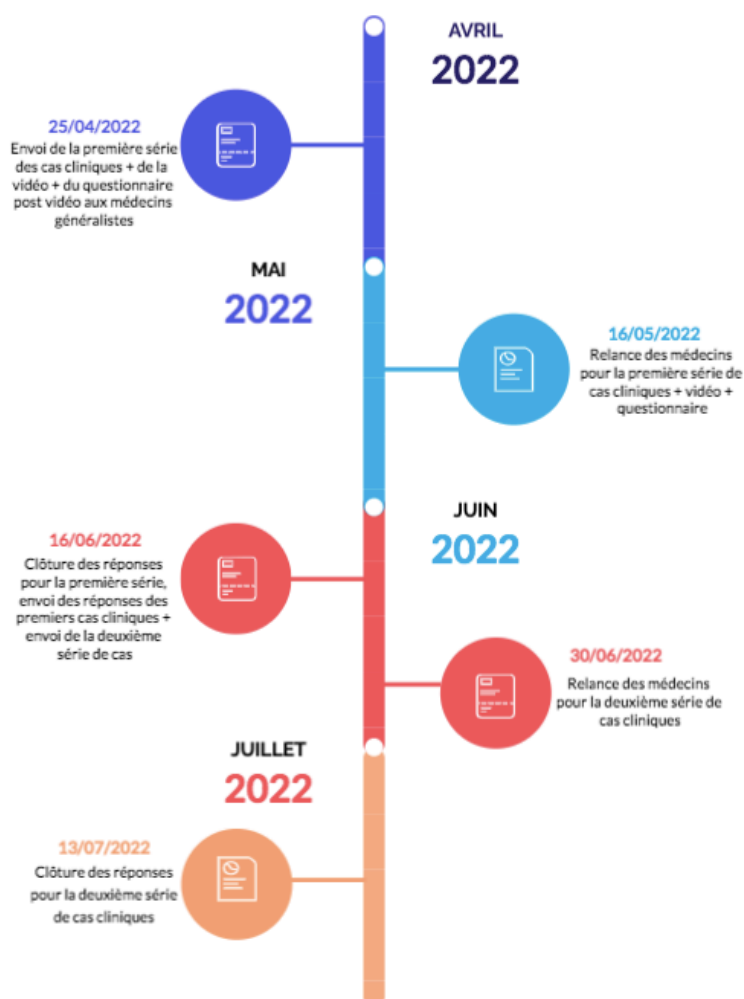 AVRIL
2022
25/04/2022
Envoi de la première série
des cas cliniques + de la
vidéo + du questionnaire
post vidéo aux médecins
généralistes
MAI
2022
16/05/2022
Relance des médecins
pour la première série de
cas cliniques + vidéo +
questionnaire
JUIN
2022
16/06/2022
Clôture des réponses
pour la première série,
envoi des réponses des
premiers cas cliniques +
envoi de la deuxième
série de cas
30/06/2022
Relance des médecins
pour la deuxième série de
cas cliniques
JUILLET
2022
13/07/2022
Clôture des réponses
pour la deuxième série
de cas cliniques